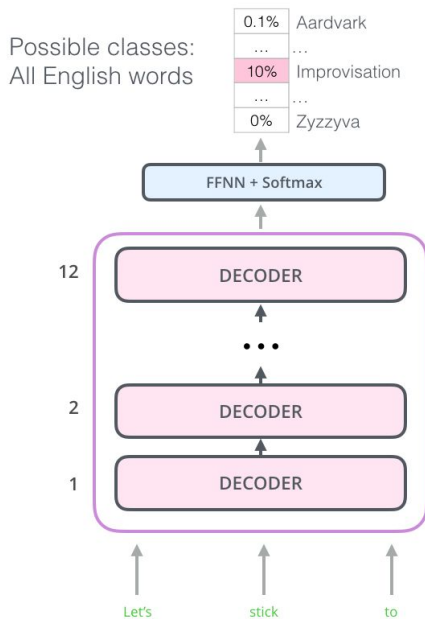 Possible classes:
All English words
0.1% Aardvark
... ...
10% Improvisation
... ...
0% Zyzzyva
FFNN + Softmax
12 DECODER
...
2 DECODER
1 DECODER
Let's stick to